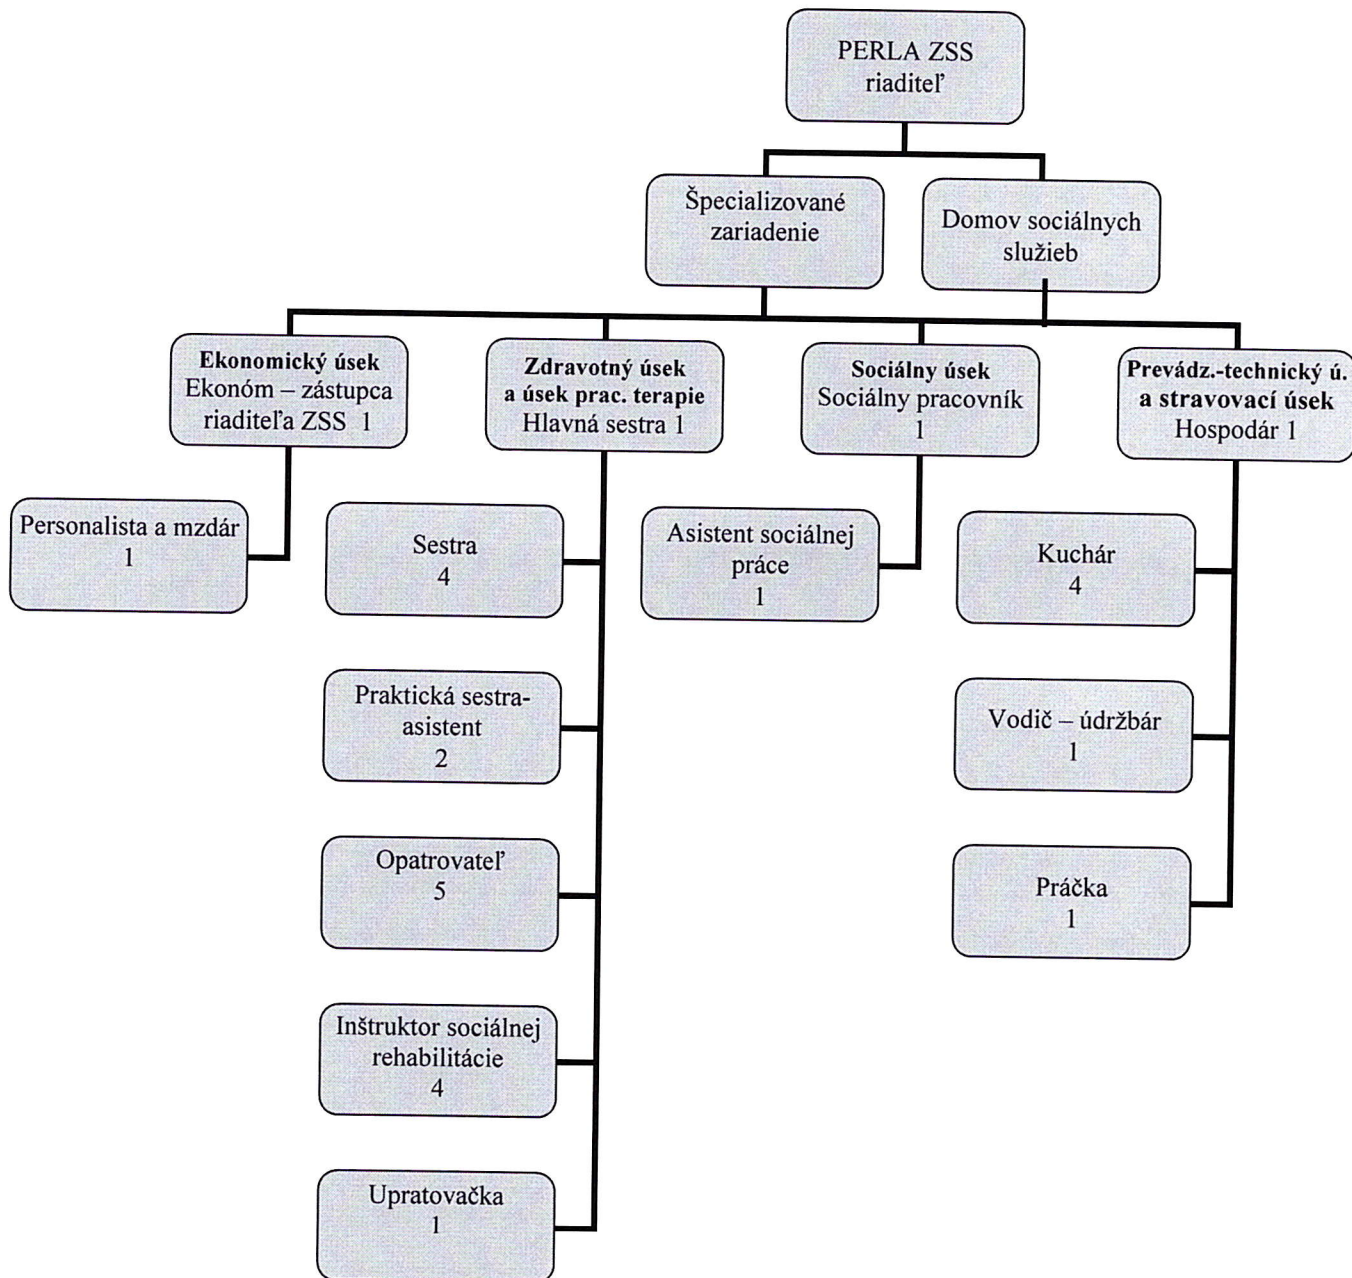 PERLA ZSS
riaditeľ
Špecializované
zariadenie
Domov sociálnych
služieb
Ekonomický úsek
Ekonóm – zástupca
riaditeľa ZSS 1
Zdravotný úsek
a úsek prac. terapie
Hlavná sestra 1
Sociálny úsek
Sociálny pracovník
1
Prevádz.-technický ú.
a stravovací úsek
Hospodár 1
Personalista a mzdár
1
Sestra
4
Asistent sociálnej
práce
1
Kuchár
4
Praktická sestra-
asistent
2
Vodič – údržbár
1
Opatrovateľ
5
Práčka
1
Inštruktor sociálnej
rehabilitácie
4
Upratovačka
1